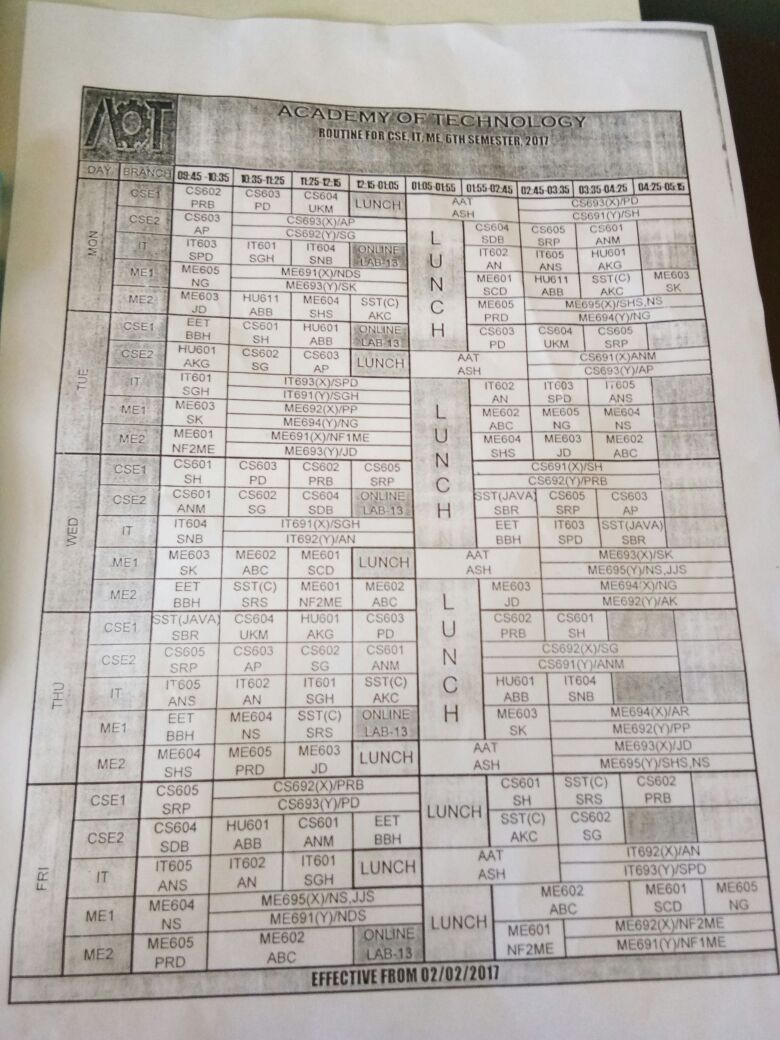 AOT
ACADEMY OF TECHNOLOGY
ROUTINE FOR CSE, IT, ME, 6TH SEMESTER, 2017
DAY BRANCH 09:45 -10:35 10:35-11:25 11:25-12:15 12:15-01:05 01:05-01:55 01:55-02:45 02:45-03:35 03:35-04:25 04:25-05:15
MON
CSE1 CS602 CS603 CS604 LUNCH AAT CS693(X)/PD
PRB PD UKM ASH CS691(Y)/SH
CSE2 CS603 CS693(X)/AP CS604 CS605 CS601
AP CS692(Y)/SG SDB SRP ANM
IT IT603 IT601 IT604 ONLINE IT602 IT605 HU601
SPD SGH SNB LAB-13 AN ANS AKG
ME1 ME605 ME691(X)/NDS ME601 HU611 SST(C) ME603
NG ME693(Y)/SK SCD ABB AKC SK
ME2 ME603 HU611 ME604 SST(C) ME605 ME695(X)/SHS,NS
JD ABB SHS AKC PRD ME694(Y)/NG
LUNCH
TUE
CSE1 EET CS601 HU601 ONLINE CS603 CS604 CS605
BBH SH ABB LAB-13 PD UKM SRP
CSE2 HU601 CS602 CS603 LUNCH AAT CS691(X)ANM
AKG SG AP ASH CS693(Y)/AP
IT IT601 IT693(X)/SPD IT602 IT603 IT605
SGH IT691(Y)/SGH AN SPD ANS
ME1 ME603 ME692(X)/PP ME602 ME605 ME604
SK ME694(Y)/NG ABC NG NS
ME2 ME601 ME691(X)/NF1ME ME604 ME603 ME602
NF2ME ME693(Y)/JD SHS JD ABC
LUNCH
WED
CSE1 CS601 CS603 CS602 CS605 CS691(X)/SH
SH PD PRB SRP CS692(Y)/PRB
CSE2 CS601 CS602 CS604 ONLINE SST(JAVA) CS605 CS603
ANM SG SDB LAB-13 SBR SRP AP
IT IT604 IT691(X)/SGH EET IT603 SST(JAVA)
SNB IT692(Y)/AN BBH SPD SBR
ME1 ME603 ME602 ME601 LUNCH AAT ME693(X)/SK
SK ABC SCD ASH ME695(Y)/NS,JJS
ME2 EET SST(C) ME601 ME602 ME603 ME694(X)/NG
BBH SRS NF2ME ABC JD ME692(Y)/AK
LUNCH
THU
CSE1 SST(JAVA) CS604 HU601 CS603 CS602 CS601
SBR UKM AKG PD PRB SH
CSE2 CS605 CS603 CS602 CS601 CS692(X)/SG
SRP AP SG ANM CS691(Y)/ANM
IT IT605 IT602 IT601 SST(C) HU601 IT604
ANS AN SGH AKC ABB SNB
ME1 EET ME604 SST(C) ONLINE ME603 ME694(X)/AR
BBH NS SRS LAB-13 SK ME692(Y)/PP
ME2 ME604 ME605 ME603 LUNCH AAT ME693(X)/JD
SHS PRD JD ASH ME695(Y)/SHS,NS
FRI
CSE1 CS605 CS692(X)/PRB LUNCH CS601 SST(C) CS602
SRP CS693(Y)/PD SH SRS PRB
CSE2 CS604 HU601 CS601 EET SST(C) CS602
SDB ABB ANM BBH AKC SG
IT IT605 IT602 IT601 LUNCH AAT IT692(X)/AN
ANS AN SGH ASH IT693(Y)/SPD
ME1 ME604 ME695(X)/NS,JJS LUNCH ME602 ME601 ME605
NS ME691(Y)/NDS ABC SCD NG
ME2 ME605 ME602 ONLINE ME601 ME692(X)/NF2ME
PRD ABC LAB-13 NF2ME ME691(Y)/NF1ME
EFFECTIVE FROM 02/02/2017